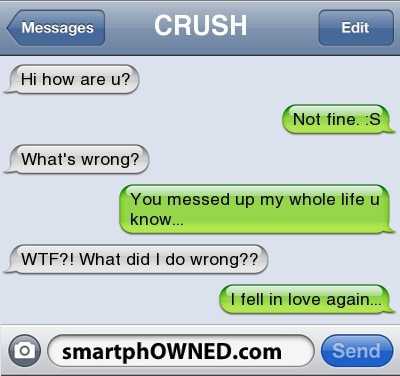 Messages
CRUSH
Edit
Hi how are u?
Not fine. :S
What's wrong?
You messed up my whole life u
know...
WTF?! What did I do wrong??
I fell in love again...
smartphOWNED.com
Send